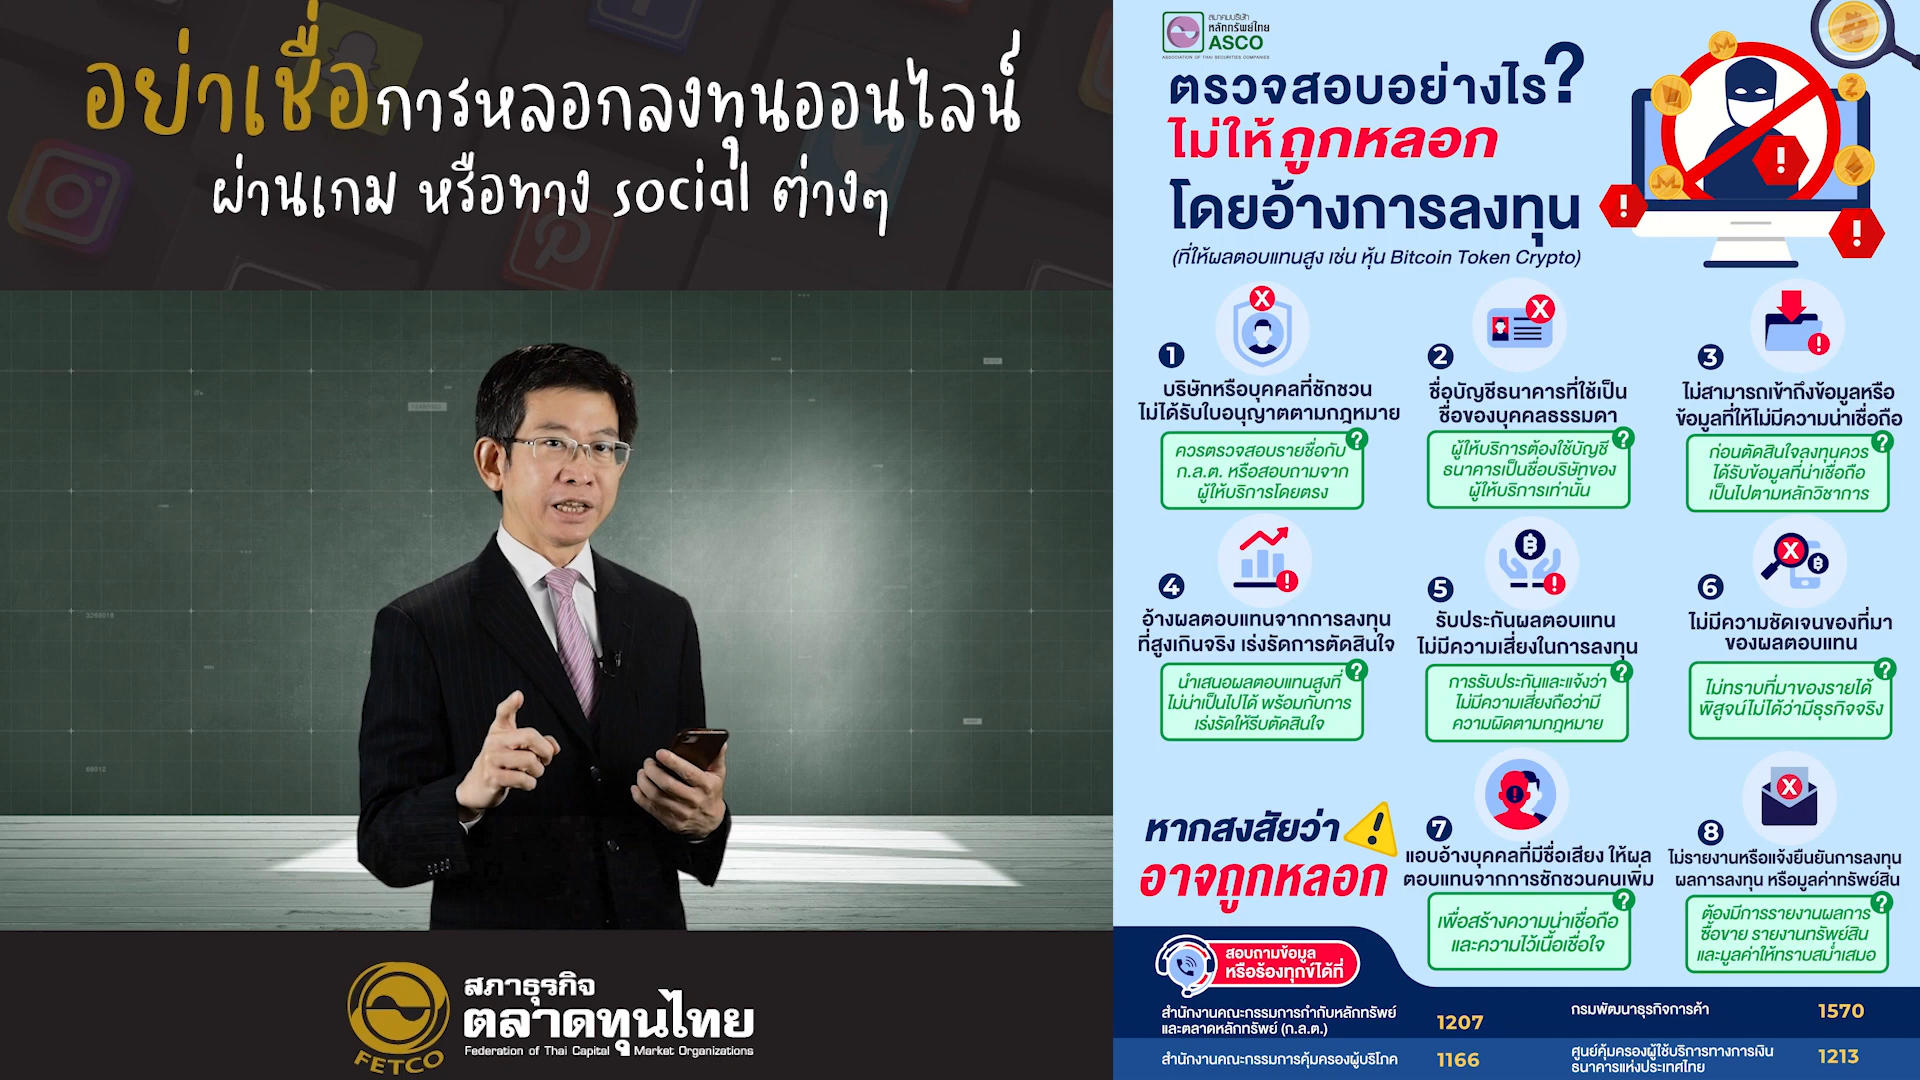 อย่าเชื่อการหลอกลงทุนออนไลน์
ผ่านเกม หรือทาง social ต่างๆ
สภาธุรกิจ
ตลาดทุนไทย
Federation of Thai Capital Market Organizations
FETCO
สมาคมบริษัท
หลักทรัพย์ไทย
ASCO
ASSOCIATION OF THAI SECURITIES COMPANIES
ตรวจสอบอย่างไร?
ไม่ให้ถูกหลอก
โดยอ้างการลงทุน
(ที่ให้ผลตอบแทนสูง เช่น หุ้น Bitcoin Token Crypto)
1
บริษัทหรือบุคคลที่ชักชวน
ไม่ได้รับใบอนุญาตตามกฎหมาย
ควรตรวจสอบรายชื่อกับ
ก.ล.ต. หรือสอบถามจาก
ผู้ให้บริการโดยตรง
2
ชื่อบัญชีธนาคารที่ใช้เป็น
ชื่อของบุคคลธรรมดา
ผู้ให้บริการต้องใช้บัญชี
ธนาคารเป็นชื่อบริษัทของ
ผู้ให้บริการเท่านั้น
3
ไม่สามารถเข้าถึงข้อมูลหรือ
ข้อมูลที่ให้ไม่มีความน่าเชื่อถือ
ก่อนตัดสินใจลงทุนควร
ได้รับข้อมูลที่น่าเชื่อถือ
เป็นไปตามหลักวิชาการ
4
อ้างผลตอบแทนจากการลงทุน
ที่สูงเกินจริง เร่งรัดการตัดสินใจ
นำเสนอผลตอบแทนสูงที่
ไม่น่าเป็นไปได้ พร้อมกับการ
เร่งรัดให้รีบตัดสินใจ
5
รับประกันผลตอบแทน
ไม่มีความเสี่ยงในการลงทุน
การรับประกันและแจ้งว่า
ไม่มีความเสี่ยงถือว่ามี
ความผิดตามกฎหมาย
6
ไม่มีความชัดเจนของที่มา
ของผลตอบแทน
ไม่ทราบที่มาของรายได้
พิสูจน์ไม่ได้ว่ามีธุรกิจจริง
หากสงสัยว่า
อาจถูกหลอก
7
แอบอ้างบุคคลที่มีชื่อเสียง ให้ผล
ตอบแทนจากการชักชวนคนเพิ่ม
เพื่อสร้างความน่าเชื่อถือ
และความไว้เนื้อเชื่อใจ
8
ไม่รายงานหรือแจ้งยืนยันการลงทุน
ผลการลงทุน หรือมูลค่าทรัพย์สิน
ต้องมีการรายงานผลการ
ซื้อขาย รายงานทรัพย์สิน
และมูลค่าให้ทราบสม่ำเสมอ
สอบถามข้อมูล
หรือร้องทุกข์ได้ที่
สำนักงานคณะกรรมการกำกับหลักทรัพย์
และตลาดหลักทรัพย์ (ก.ล.ต.) 1207
กรมพัฒนาธุรกิจการค้า 1570
สำนักงานคณะกรรมการคุ้มครองผู้บริโภค 1166
ศูนย์คุ้มครองผู้ใช้บริการทางการเงิน
ธนาคารแห่งประเทศไทย 1213